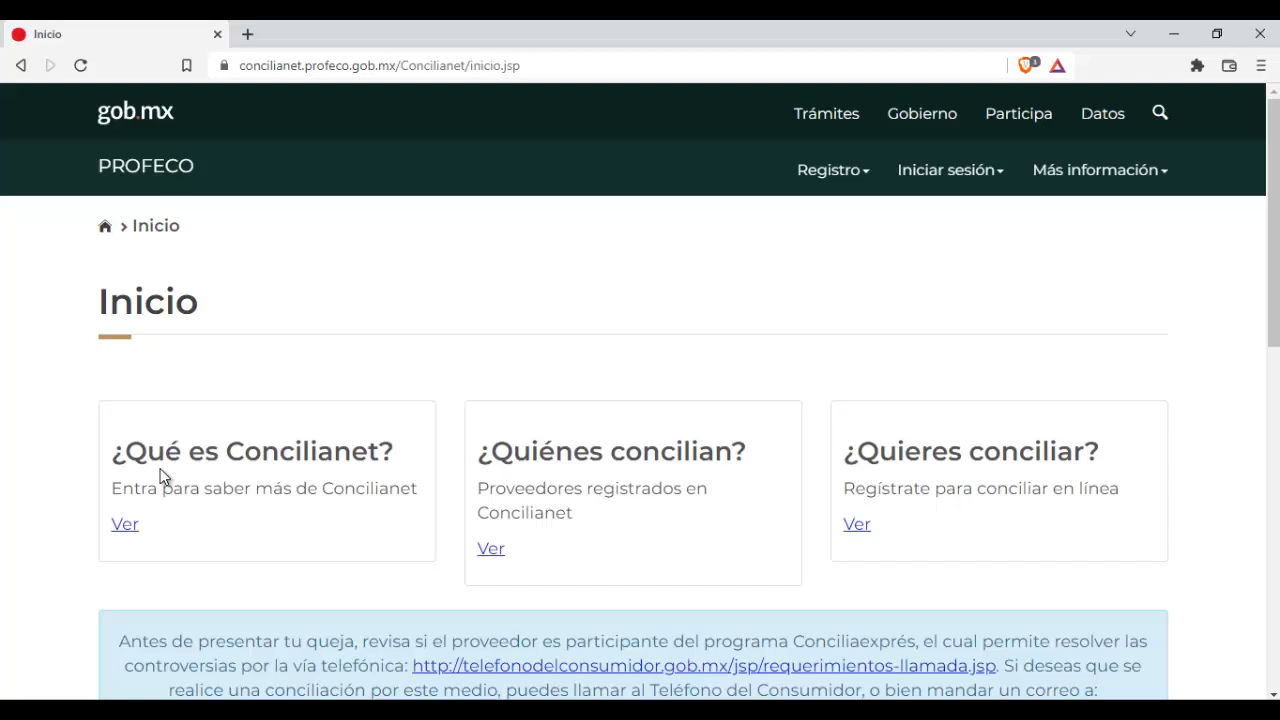 Inicio
concilianet.profeco.gob.mx/Concilianet/inicio.jsp
1
gob.mx
Trámites Gobierno Participa Datos
PROFECO
Registro Iniciar sesión Más información
Inicio
Inicio
¿Qué es Concilianet?
Entra para saber más de Concilianet
Ver
¿Quiénes concilian?
Proveedores registrados en
Concilianet
Ver
¿Quieres conciliar?
Regístrate para conciliar en línea
Ver
Antes de presentar tu queja, revisa si el proveedor es participante del programa Conciliaexprés, el cual permite resolver las
controversias por la vía telefónica: http://telefonodelconsumidor.gob.mx/jsp/requerimientos-llamada.jsp. Si deseas que se
realice una conciliación por este medio, puedes llamar al Teléfono del Consumidor, o bien mandar un correo a: